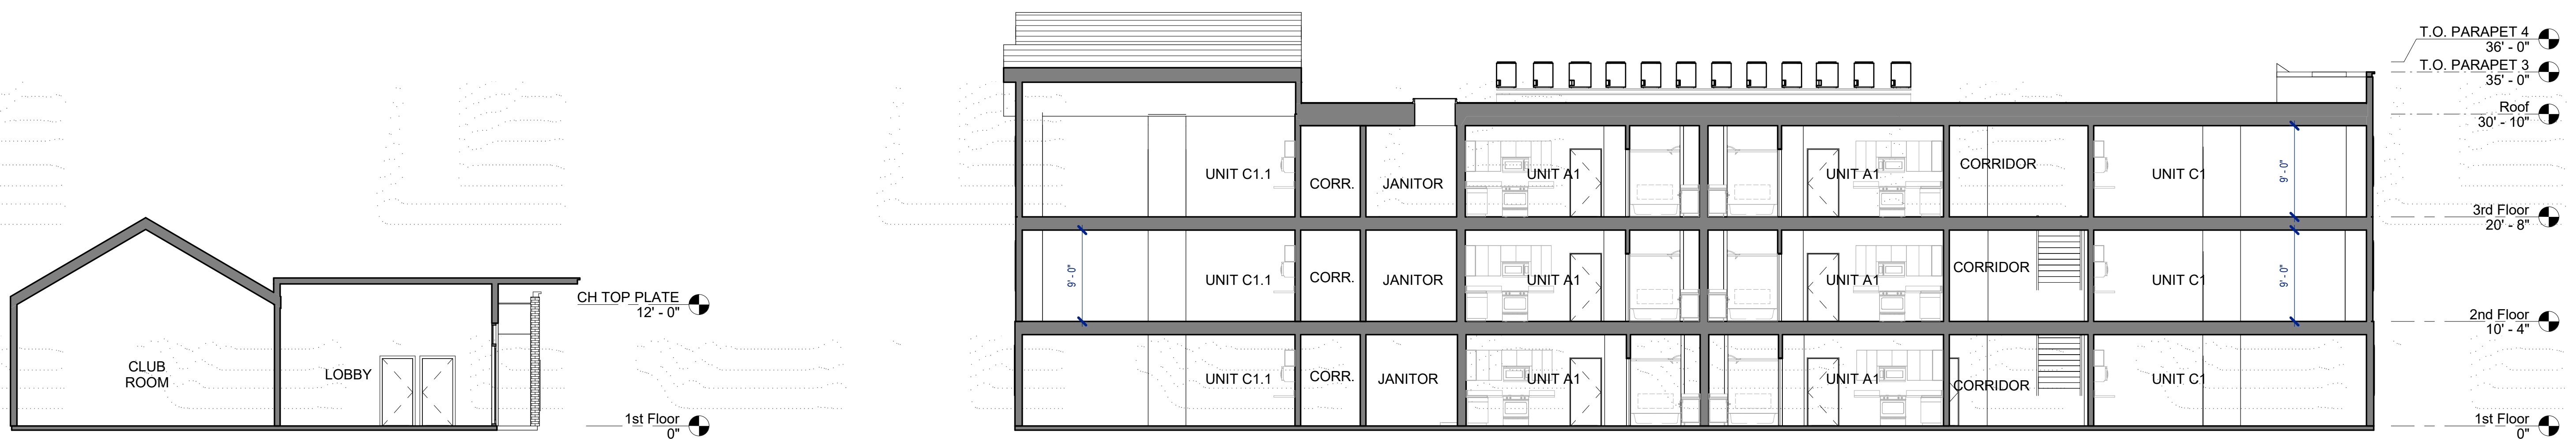 T.O. PARAPET 4
36' - 0"
T.O. PARAPET 3
35' - 0"
Roof
30' - 10"
UNIT C1.1
CORR.
JANITOR
UNIT A1
UNIT A1
CORRIDOR
UNIT C1
9' - 0"
3rd Floor
20' - 8"
9' - 0"
UNIT C1.1
CORR.
JANITOR
UNIT A1
UNIT A1
CORRIDOR
UNIT C1
9' - 0"
CH TOP PLATE
12' - 0"
2nd Floor
10' - 4"
CLUB
ROOM
LOBBY
UNIT C1.1
CORR.
JANITOR
UNIT A1
UNIT A1
CORRIDOR
UNIT C1
1st Floor
0"
1st Floor
0"